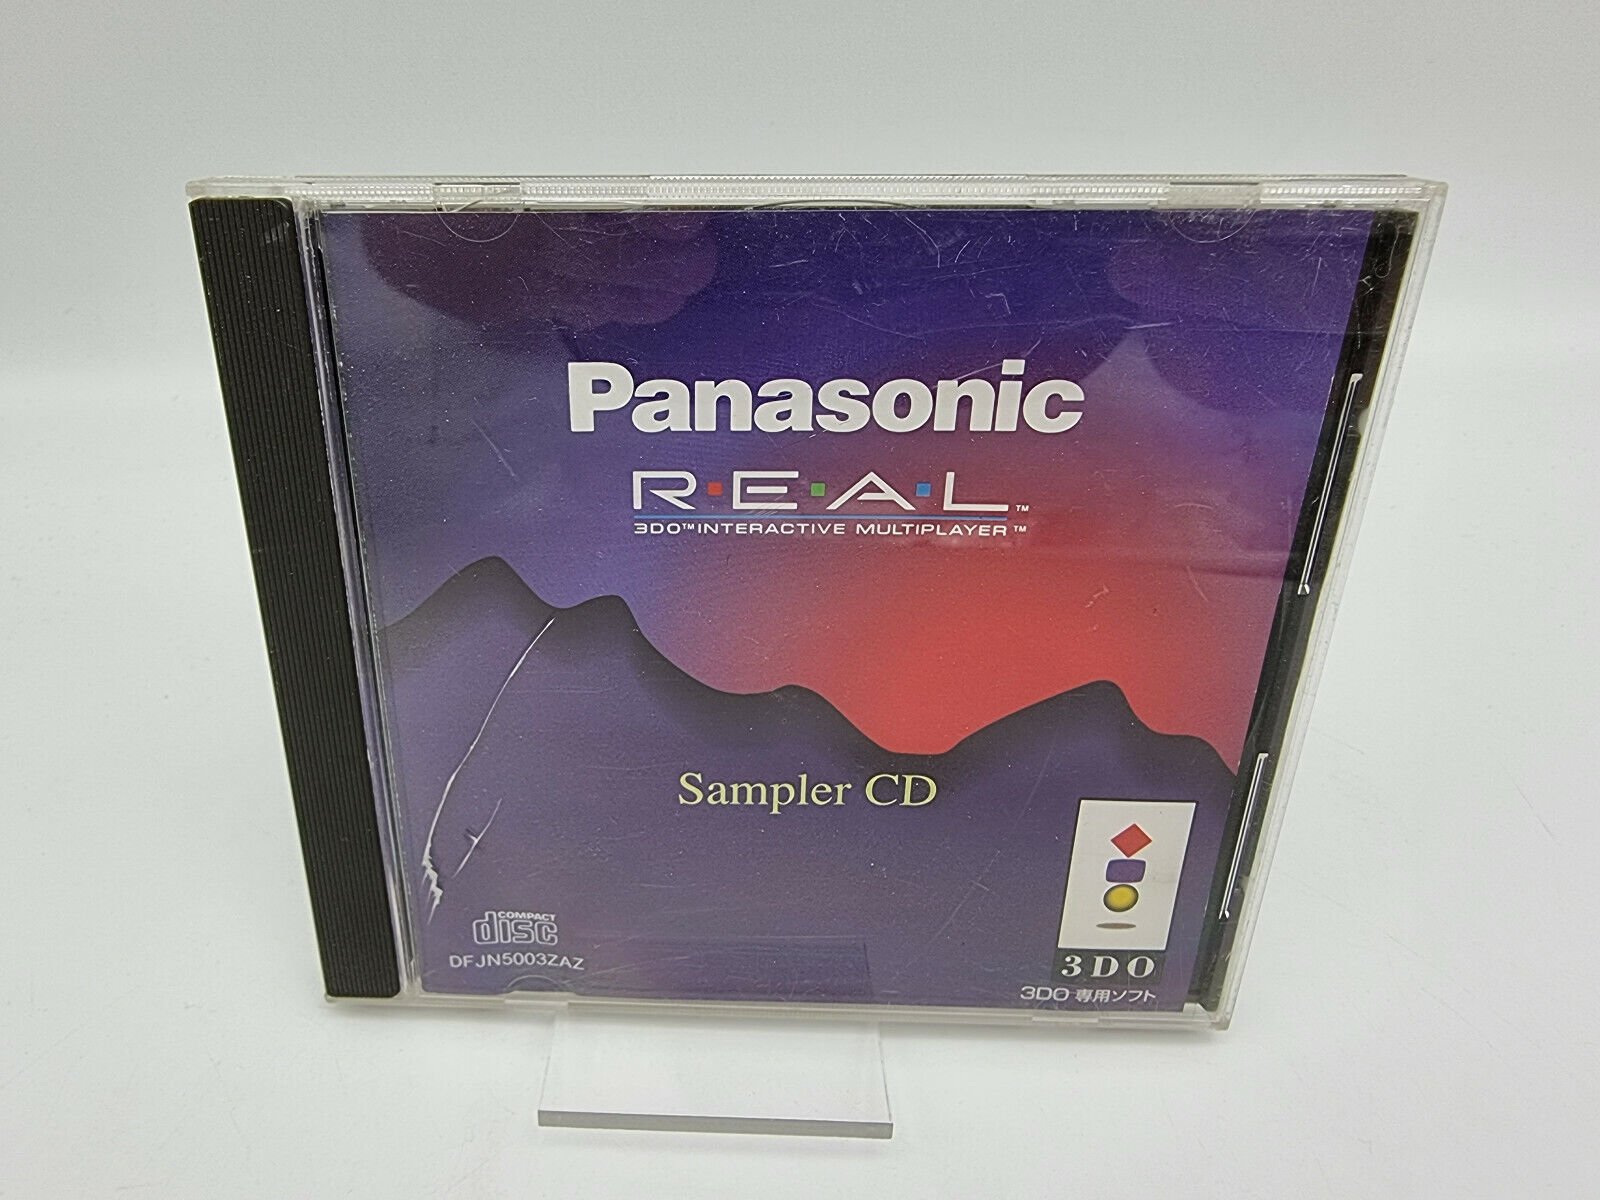 Panasonic
R·E·A·L™
3DO™ INTERACTIVE MULTIPLAYER™
Sampler CD
COMPACT
disc
DFJN5003ZAZ
3DO
3DO 専用ソフト